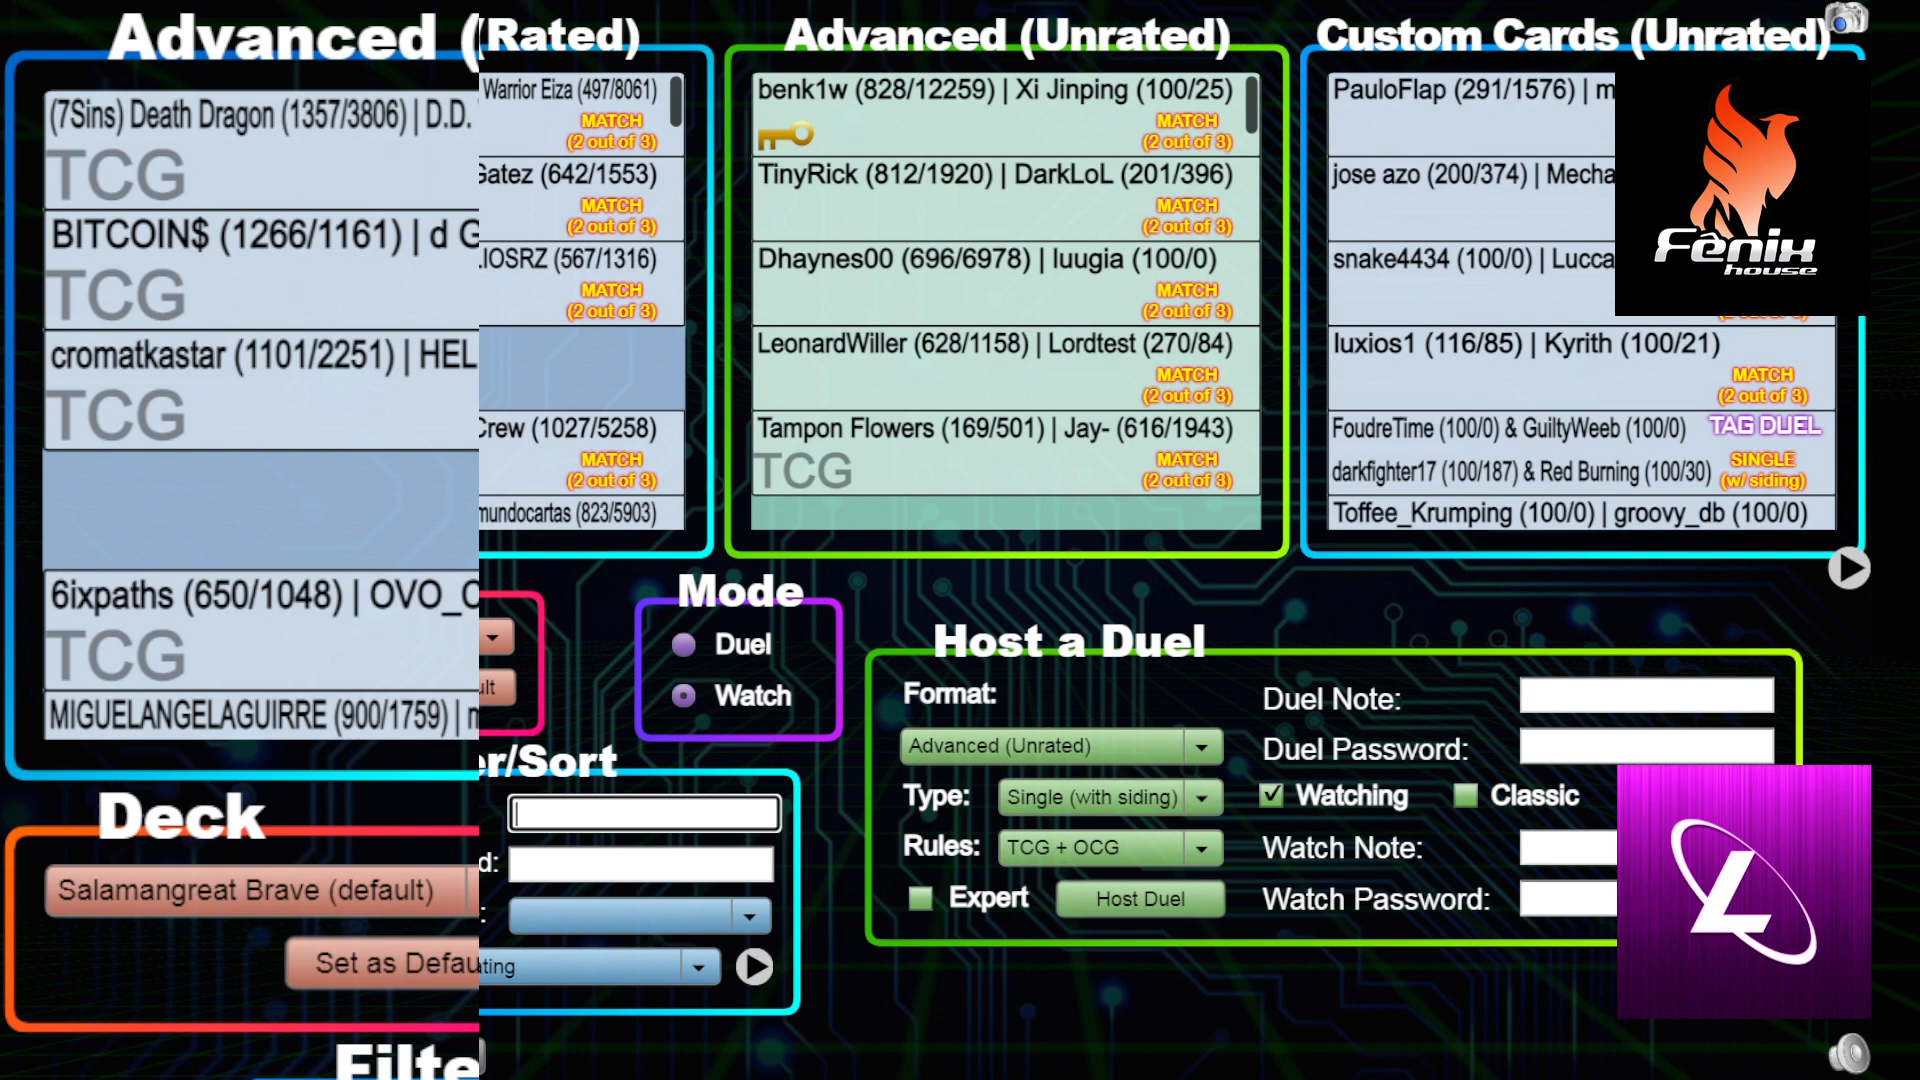 Advanced (Rated)
(7Sins) Death Dragon (1357/3806) | D.D. Warrior Eiza (497/8061)
MATCH
(2 out of 3)
TCG
BITCOIN$ (1266/1161) | d Gatez (642/1553)
MATCH
(2 out of 3)
TCG
cromatkastar (1101/2251) | HELIOSRZ (567/1316)
MATCH
(2 out of 3)
TCG
6ixpaths (650/1048) | OVO_Crew (1027/5258)
MATCH
(2 out of 3)
TCG
MIGUELANGELAGUIRRE (900/1759) | mundocartas (823/5903)
Advanced (Unrated)
benk1w (828/12259) | Xi Jinping (100/25)
MATCH
(2 out of 3)
TinyRick (812/1920) | DarkLoL (201/396)
MATCH
(2 out of 3)
Dhaynes00 (696/6978) | luugia (100/0)
MATCH
(2 out of 3)
LeonardWiller (628/1158) | Lordtest (270/84)
MATCH
(2 out of 3)
Tampon Flowers (169/501) | Jay- (616/1943)
TCG
MATCH
(2 out of 3)
Custom Cards (Unrated)
PauloFlap (291/1576) | m
jose azo (200/374) | Mecha
snake4434 (100/0) | Lucca
luxios1 (116/85) | Kyrith (100/21)
MATCH
(2 out of 3)
FoudreTime (100/0) & GuiltyWeeb (100/0)
TAG DUEL
darkfighter17 (100/187) & Red Burning (100/30)
SINGLE
(w/ siding)
Toffee_Krumping (100/0) | groovy_db (100/0)
Fênix
house
Deck
Salamangreat Brave (default)
Set as Default
Mode
Duel
Watch
Filter/Sort
d:
:
ating
Host a Duel
Format:
Advanced (Unrated)
Type:
Single (with siding)
Rules:
TCG + OCG
Expert
Host Duel
Duel Note:
Duel Password:
Watching
Classic
Watch Note:
Watch Password:
L